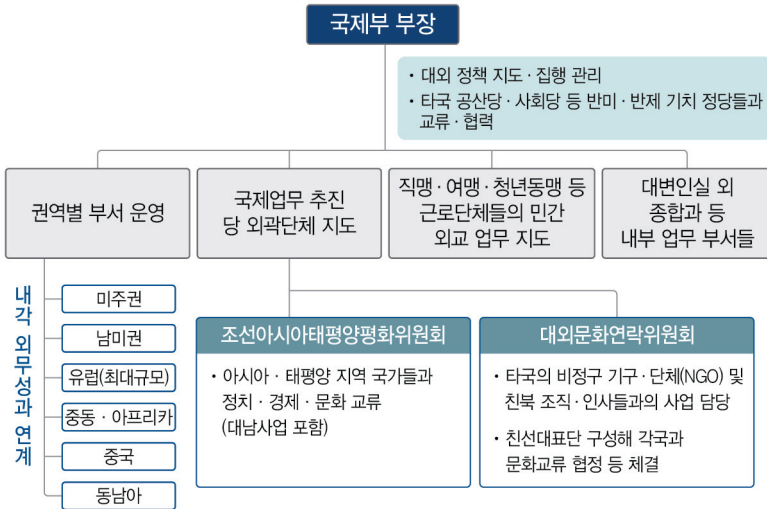 국제부 부장
• 대외 정책 지도·집행 관리
• 타국 공산당·사회당 등 반미·반제 기치 정당들과
교류·협력
권역별 부서 운영
국제업무 추진
당 외곽단체 지도
직맹·여맹·청년동맹 등
근로단체들의 민간
외교 업무 지도
대변인실 외
종합과 등
내부 업무 부서들
내각 외무성과 연계
미주권
남미권
유럽(최대규모)
중동·아프리카
중국
동남아
조선아시아태평양평화위원회
• 아시아·태평양 지역 국가들과
정치·경제·문화 교류
(대남사업 포함)
대외문화연락위원회
• 타국의 비정구 기구·단체(NGO) 및
친북 조직·인사들과의 사업 담당
• 친선대표단 구성해 각국과
문화교류 협정 등 체결